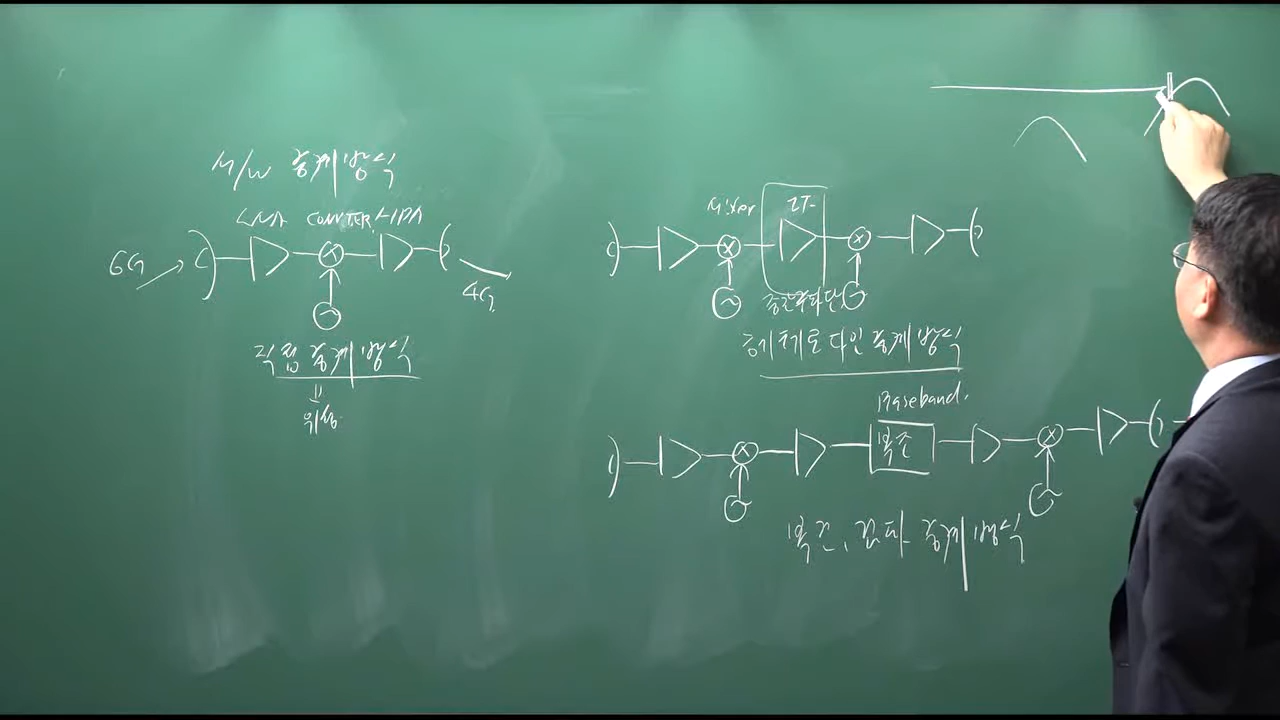 M/W 중계방식
LNA CONVTER HPA
6G
4G
직접중계방식
위성
Mixer IF
중간주파단
헤테로다인 중계방식
Baseband
복조
복조, 검파 중계방식